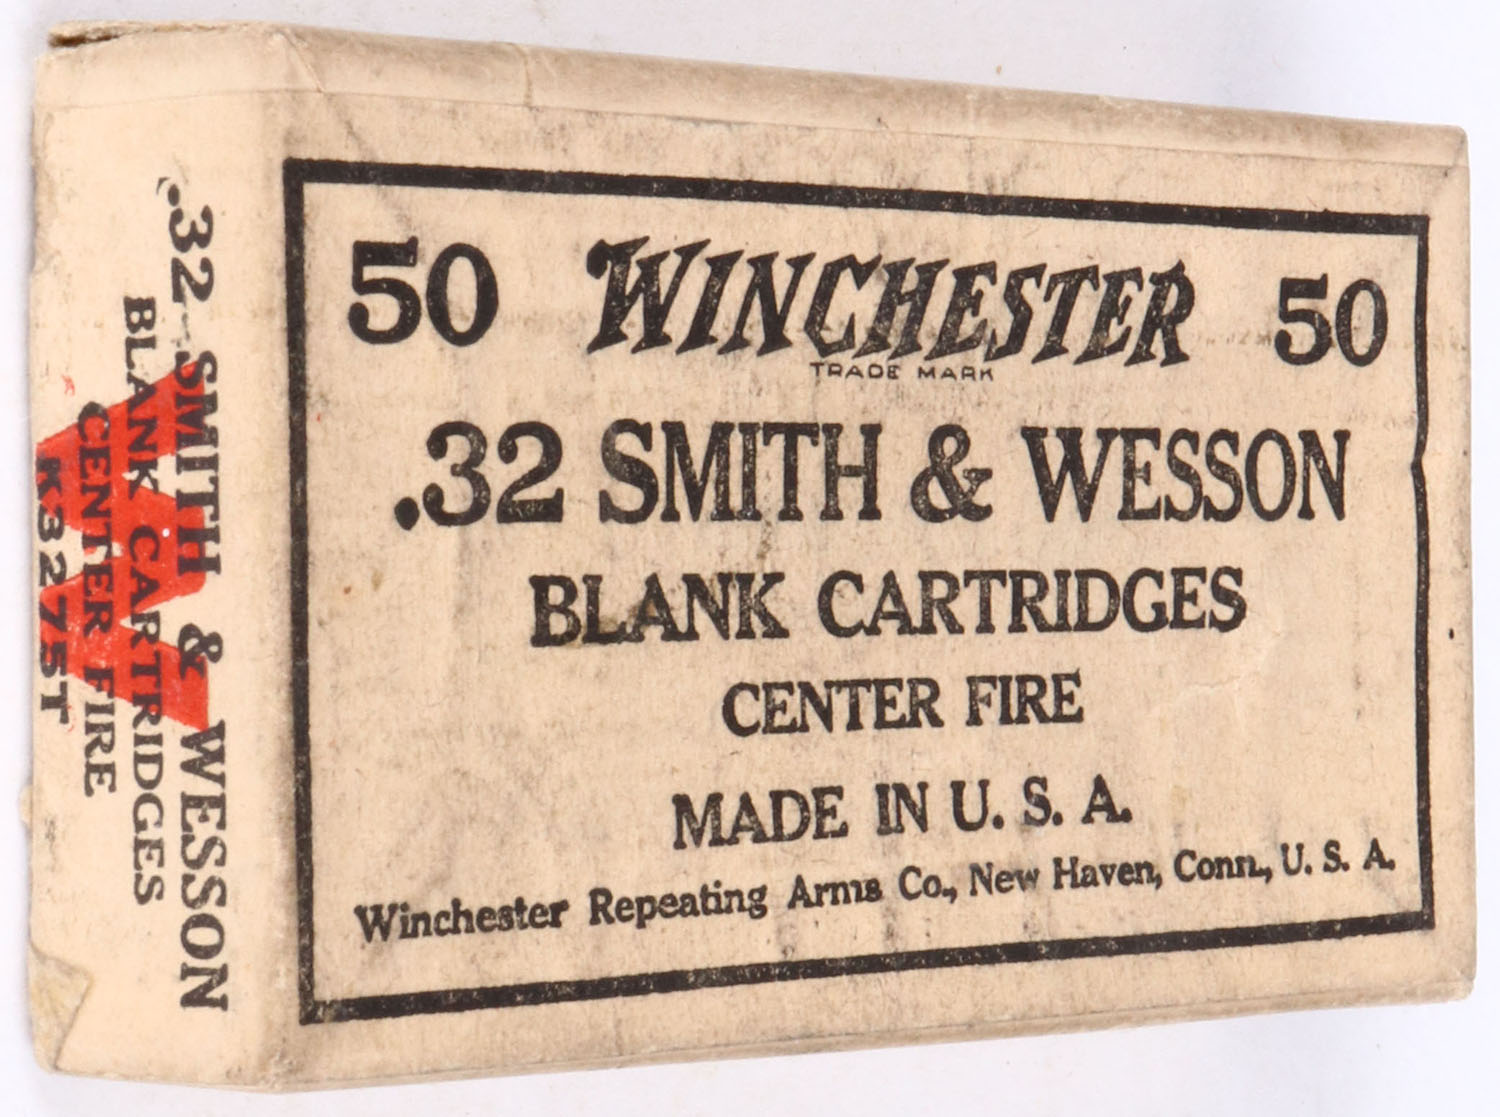 50 WINCHESTER 50
TRADE MARK
.32 SMITH & WESSON
BLANK CARTRIDGES
CENTER FIRE
MADE IN U. S. A.
Winchester Repeating Arms Co., New Haven, Conn., U. S. A.
.32 SMITH & WESSON
BLANK CARTRIDGES
CENTER FIRE
K3275T